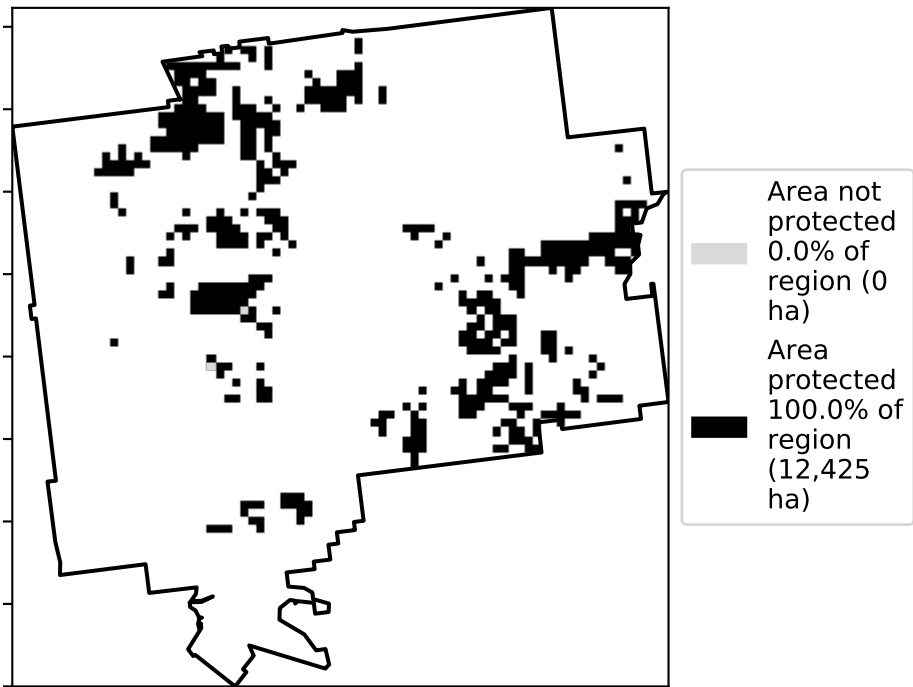 Area not
protected
0.0% of
region (0
ha)
Area
protected
100.0% of
region
(12,425
ha)